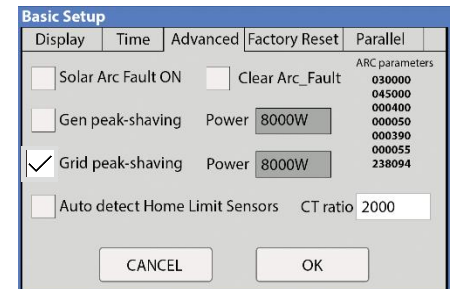 Basic Setup
Display Time Advanced Factory Reset Parallel
ARC parameters
Solar Arc Fault ON Clear Arc_Fault
030000
045000
000400
Gen peak-shaving Power 8000W
000050
000390
000055
Grid peak-shaving Power 8000W
238094
Auto detect Home Limit Sensors CT ratio 2000
CANCEL OK